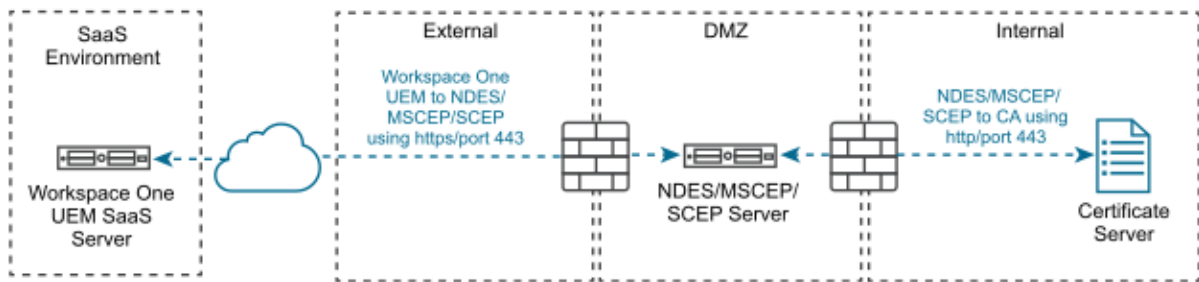 SaaS
Environment
Workspace One
UEM SaaS
Server
External
Workspace One
UEM to NDES/
MSCEP/SCEP
using https/port 443
DMZ
NDES/MSCEP/
SCEP Server
Internal
NDES/MSCEP/
SCEP to CA using
http/port 443
Certificate
Server